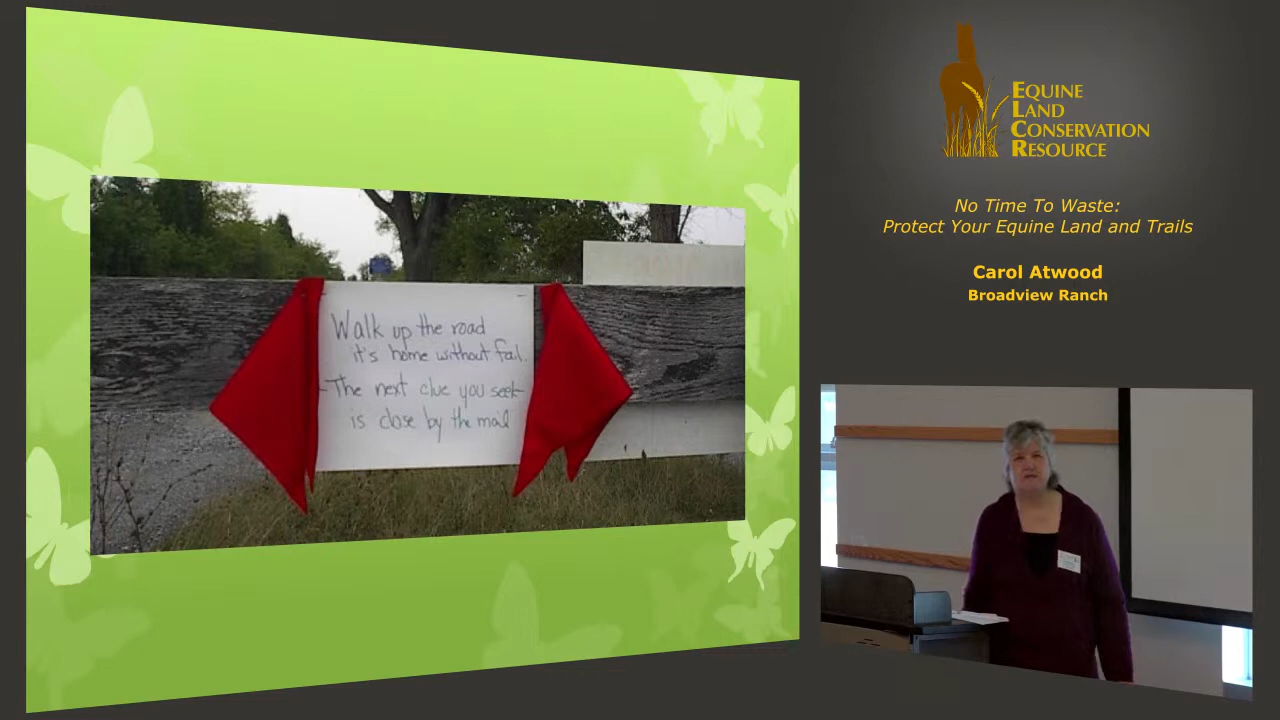 Walk up the road
it's home without fail.
The next clue you seek
is close by the mail
EQUINE
LAND
CONSERVATION
RESOURCE
No Time To Waste:
Protect Your Equine Land and Trails
Carol Atwood
Broadview Ranch